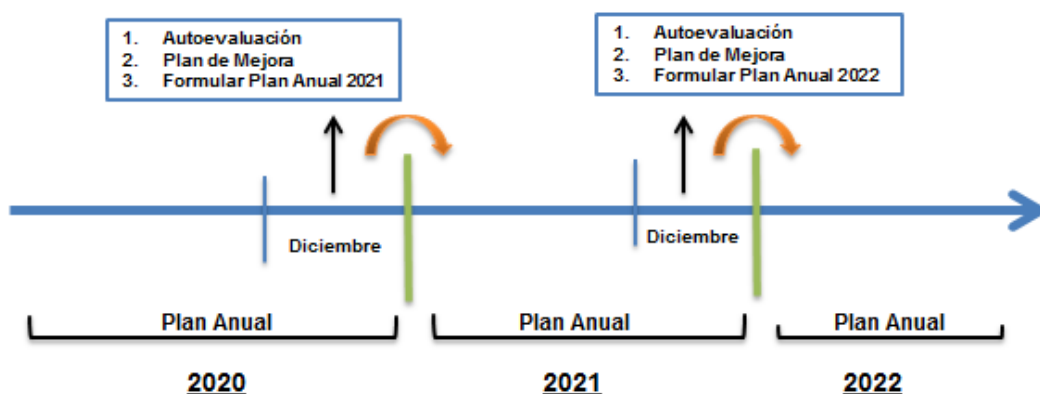 1. Autoevaluación
2. Plan de Mejora
3. Formular Plan Anual 2021
1. Autoevaluación
2. Plan de Mejora
3. Formular Plan Anual 2022
Diciembre
Diciembre
Plan Anual
Plan Anual
Plan Anual
2020
2021
2022